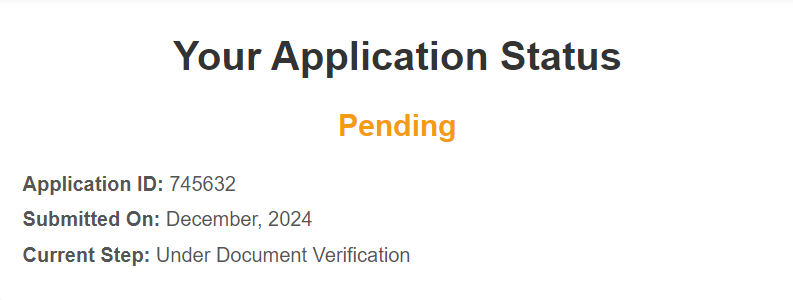 Your Application Status
Pending
Application ID: 745632
Submitted On: December, 2024
Current Step: Under Document Verification